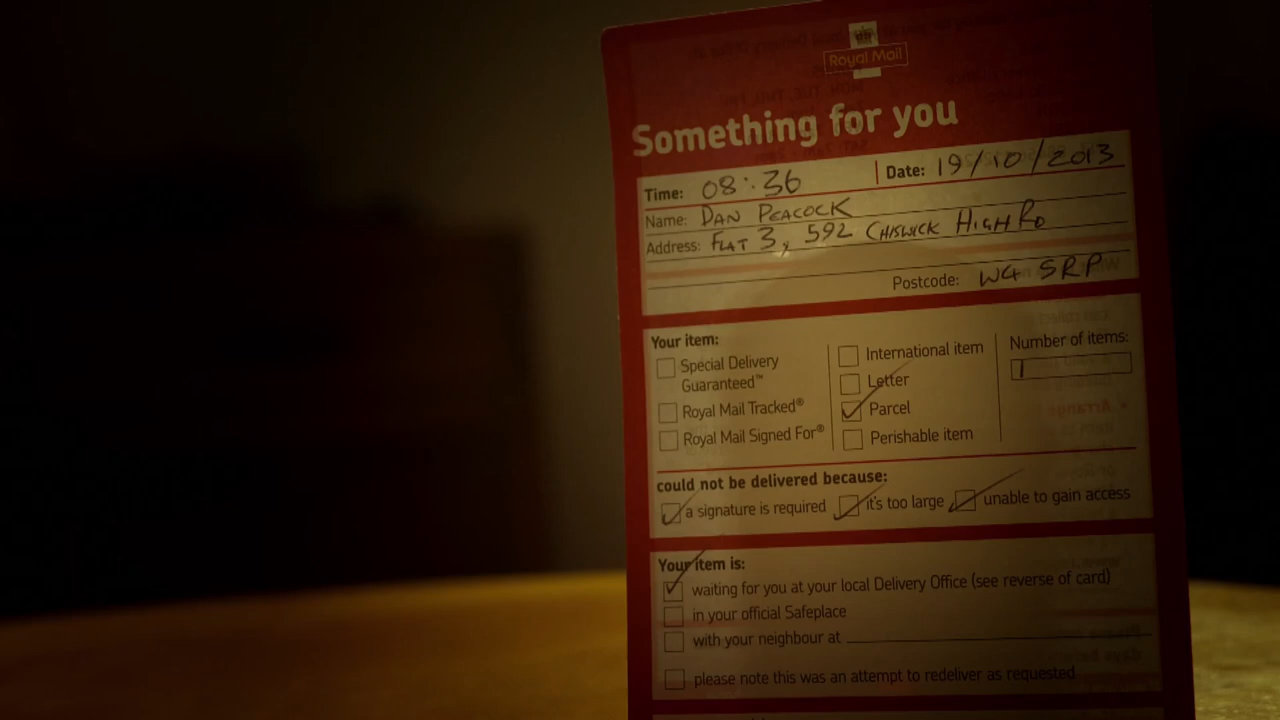 Royal Mail
Something for you
Time: 08:36 Date: 19/10/2013
Name: DAN PEACOCK
Address: FLAT 3, 592 CHISWICK HIGH RD
Postcode: W4 5RP
Your item:
Special Delivery Guaranteed™
Royal Mail Tracked®
Royal Mail Signed For®
International item
Letter
Parcel
Perishable item
Number of items:
1
could not be delivered because:
a signature is required it's too large unable to gain access
Your item is:
waiting for you at your local Delivery Office (see reverse of card)
in your official Safeplace
with your neighbour at
please note this was an attempt to redeliver as requested